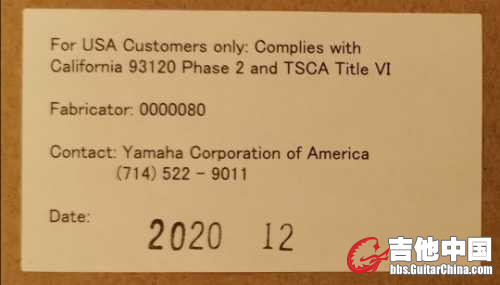 For USA Customers only: Complies with
California 93120 Phase 2 and TSCA Title VI
Fabricator: 0000080
Contact: Yamaha Corporation of America
(714) 522 - 9011
Date:
2020 12
吉他中国
bbs.GuitarChina.com